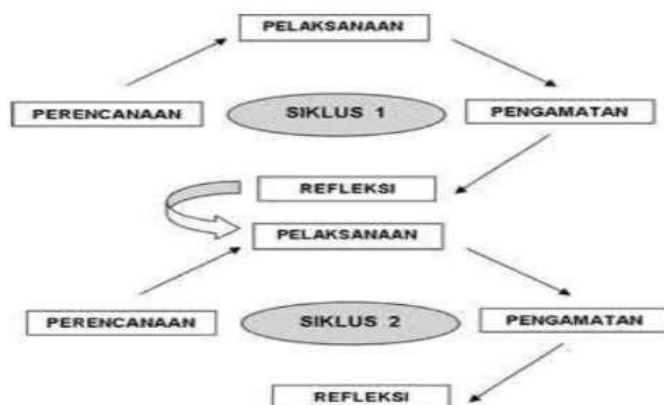 PELAKSANAAN
PERENCANAAN
SIKLUS 1
PENGAMATAN
REFLEKSI
PELAKSANAAN
PERENCANAAN
SIKLUS 2
PENGAMATAN
REFLEKSI